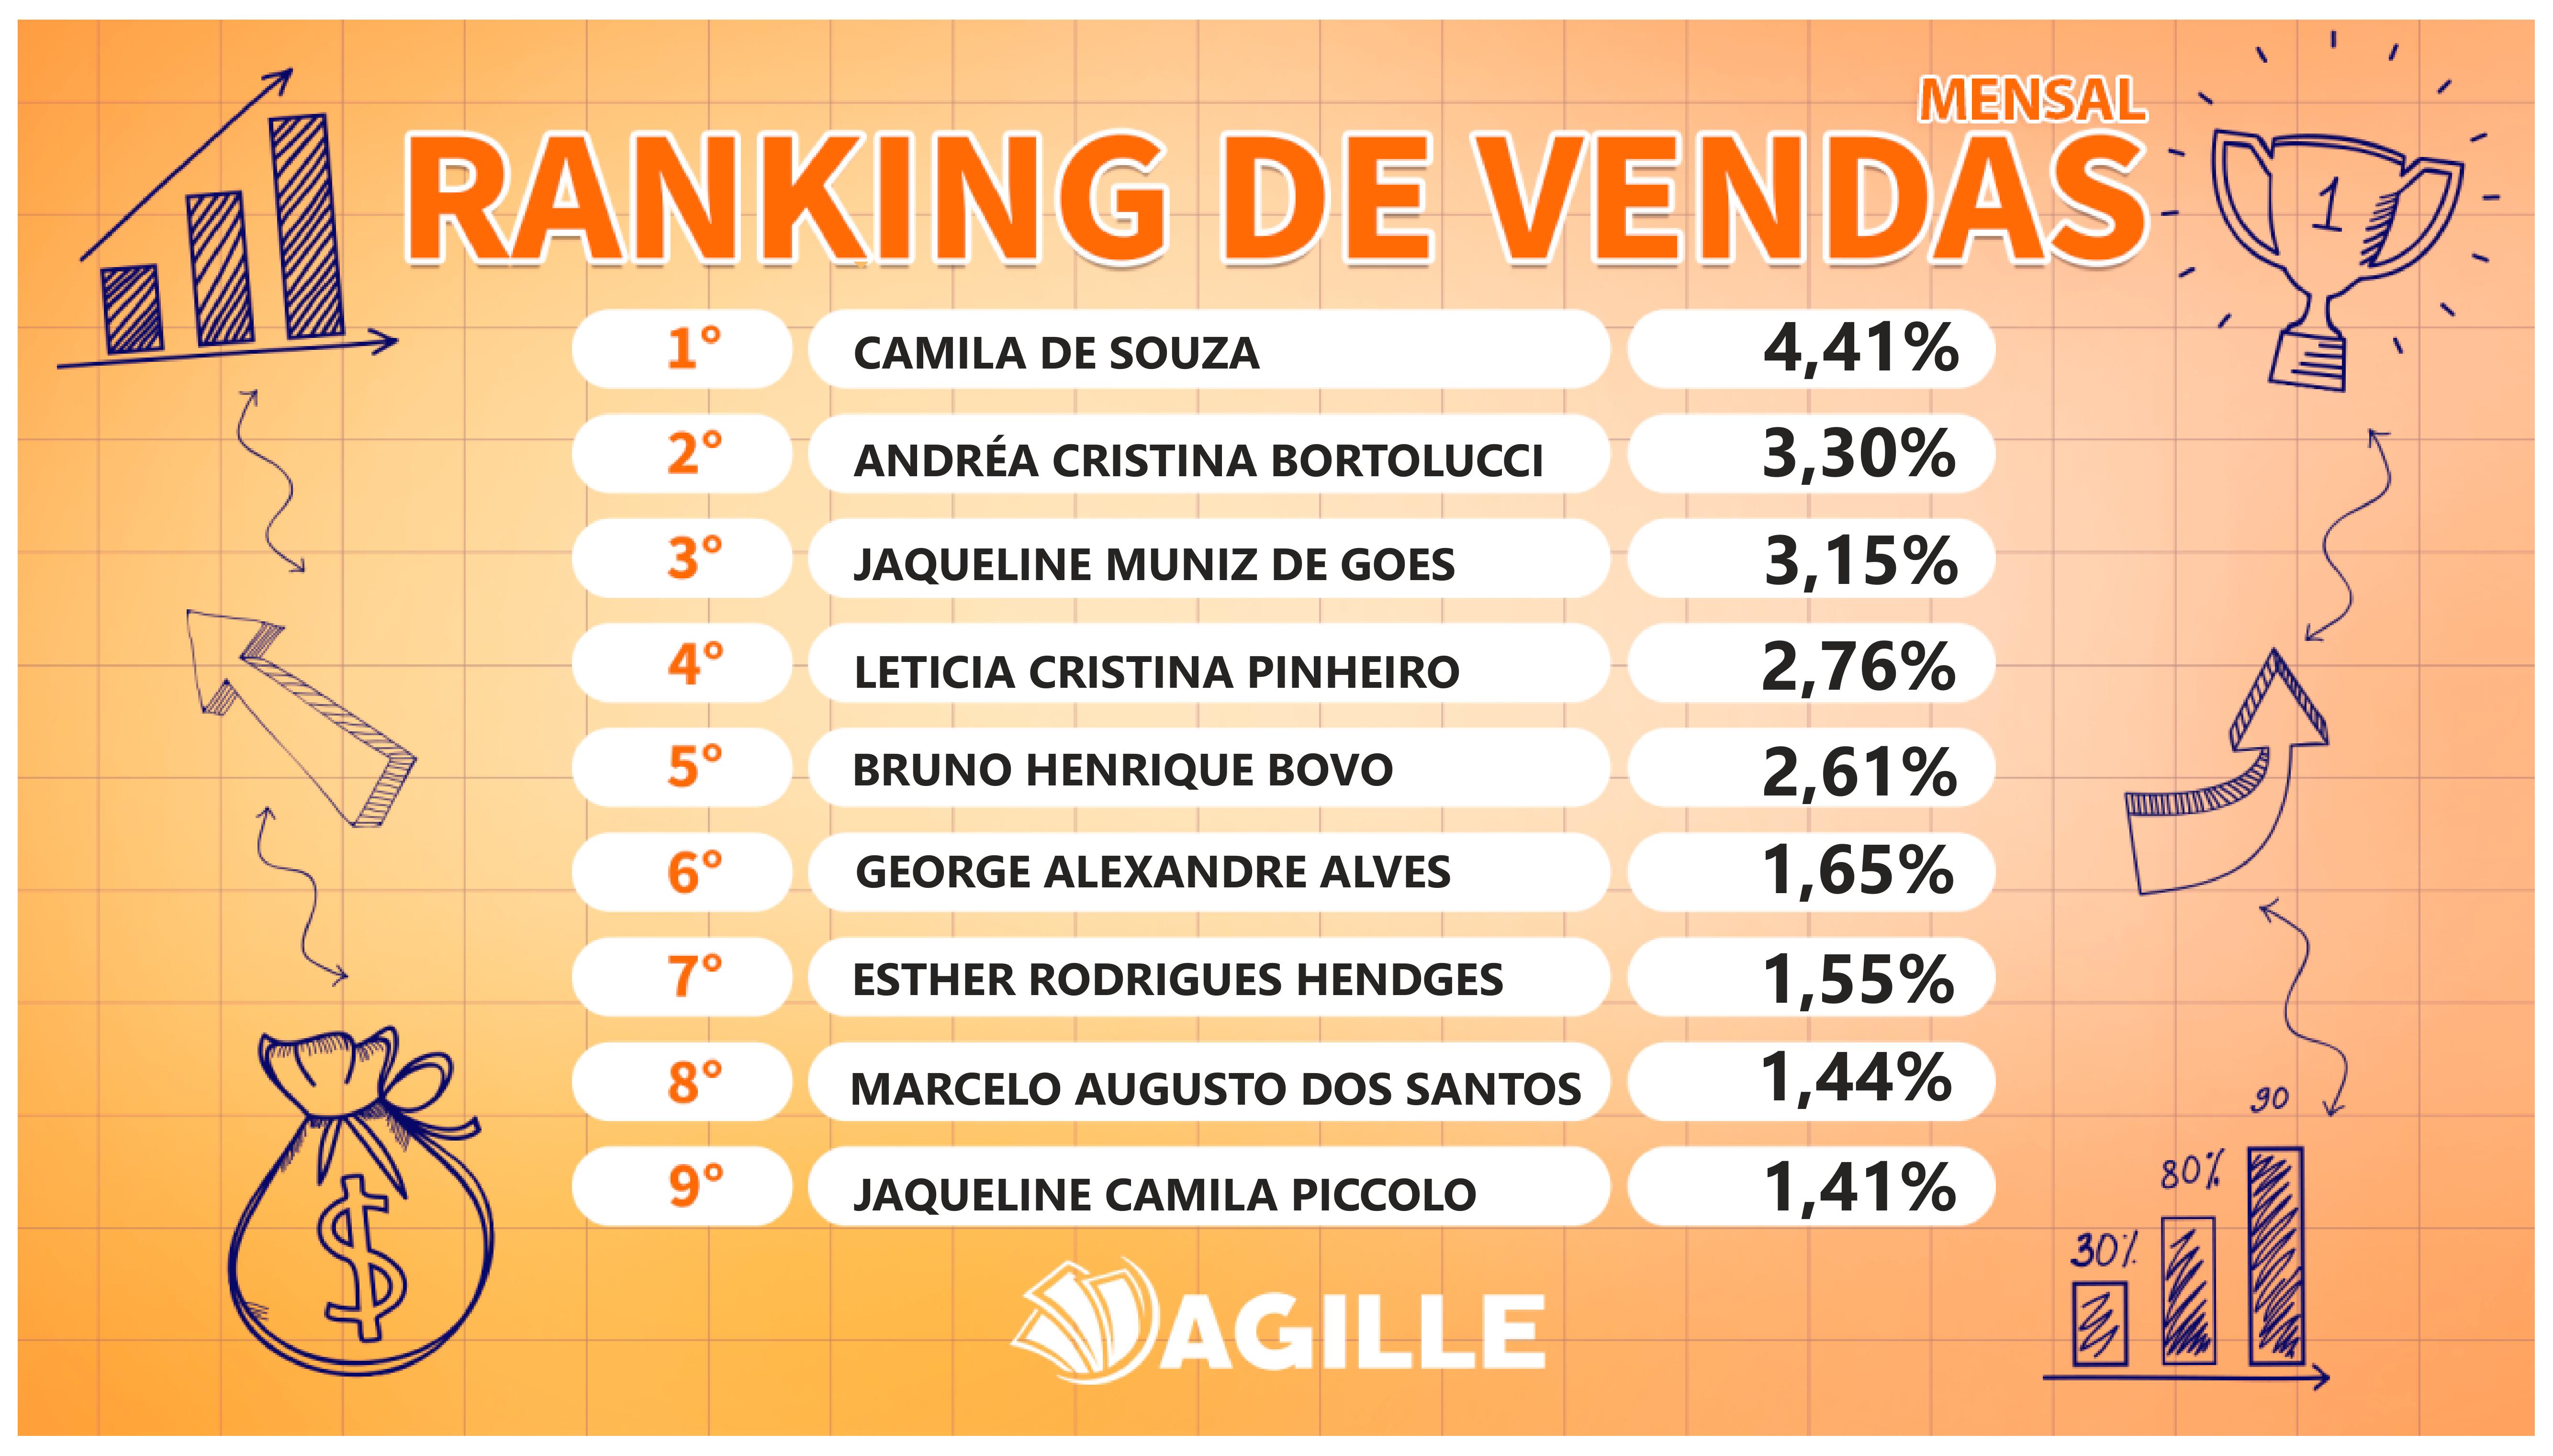 MENSAL
RANKING DE VENDAS
1
1° CAMILA DE SOUZA 4,41%
2° ANDRÉA CRISTINA BORTOLUCCI 3,30%
3° JAQUELINE MUNIZ DE GOES 3,15%
4° LETICIA CRISTINA PINHEIRO 2,76%
5° BRUNO HENRIQUE BOVO 2,61%
6° GEORGE ALEXANDRE ALVES 1,65%
7° ESTHER RODRIGUES HENDGES 1,55%
8° MARCELO AUGUSTO DOS SANTOS 1,44%
9° JAQUELINE CAMILA PICCOLO 1,41%
90
80%
30%
$
AGILLE